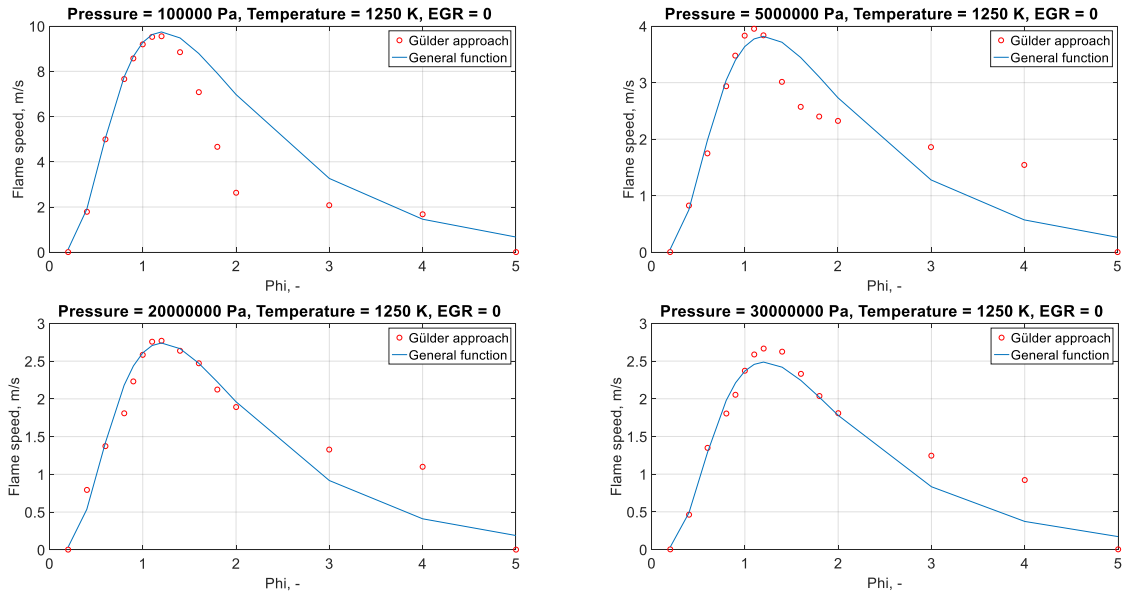 Pressure = 100000 Pa, Temperature = 1250 K, EGR = 0
10
8
6
4
2
0
Flame speed, m/s
Gülder approach
General function
0 1 2 3 4 5
Phi, -
Pressure = 5000000 Pa, Temperature = 1250 K, EGR = 0
4
3
2
1
0
Flame speed, m/s
Gülder approach
General function
0 1 2 3 4 5
Phi, -
Pressure = 20000000 Pa, Temperature = 1250 K, EGR = 0
3
2.5
2
1.5
1
0.5
0
Flame speed, m/s
Gülder approach
General function
0 1 2 3 4 5
Phi, -
Pressure = 30000000 Pa, Temperature = 1250 K, EGR = 0
3
2.5
2
1.5
1
0.5
0
Flame speed, m/s
Gülder approach
General function
0 1 2 3 4 5
Phi, -